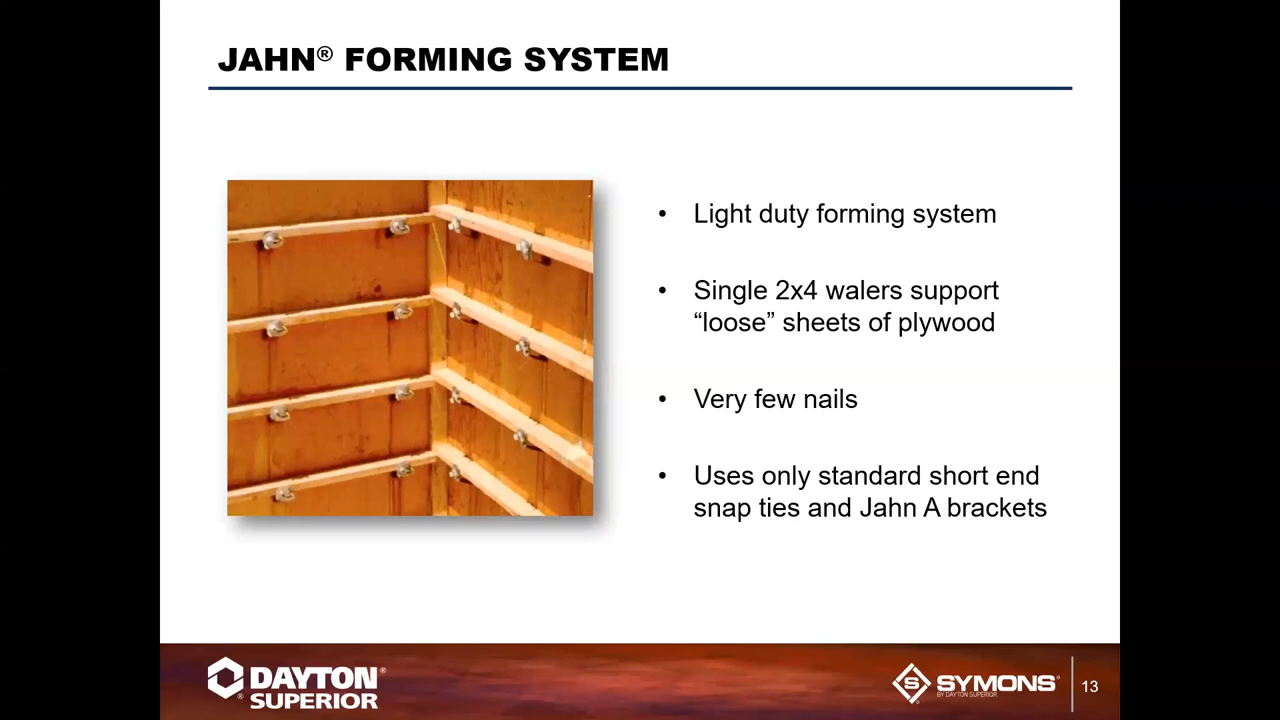 JAHN® FORMING SYSTEM
• Light duty forming system
• Single 2x4 walers support
“loose” sheets of plywood
• Very few nails
• Uses only standard short end
snap ties and Jahn A brackets
DAYTON®
®SUPERIOR
SYMONS®
BY DAYTON SUPERIOR
13